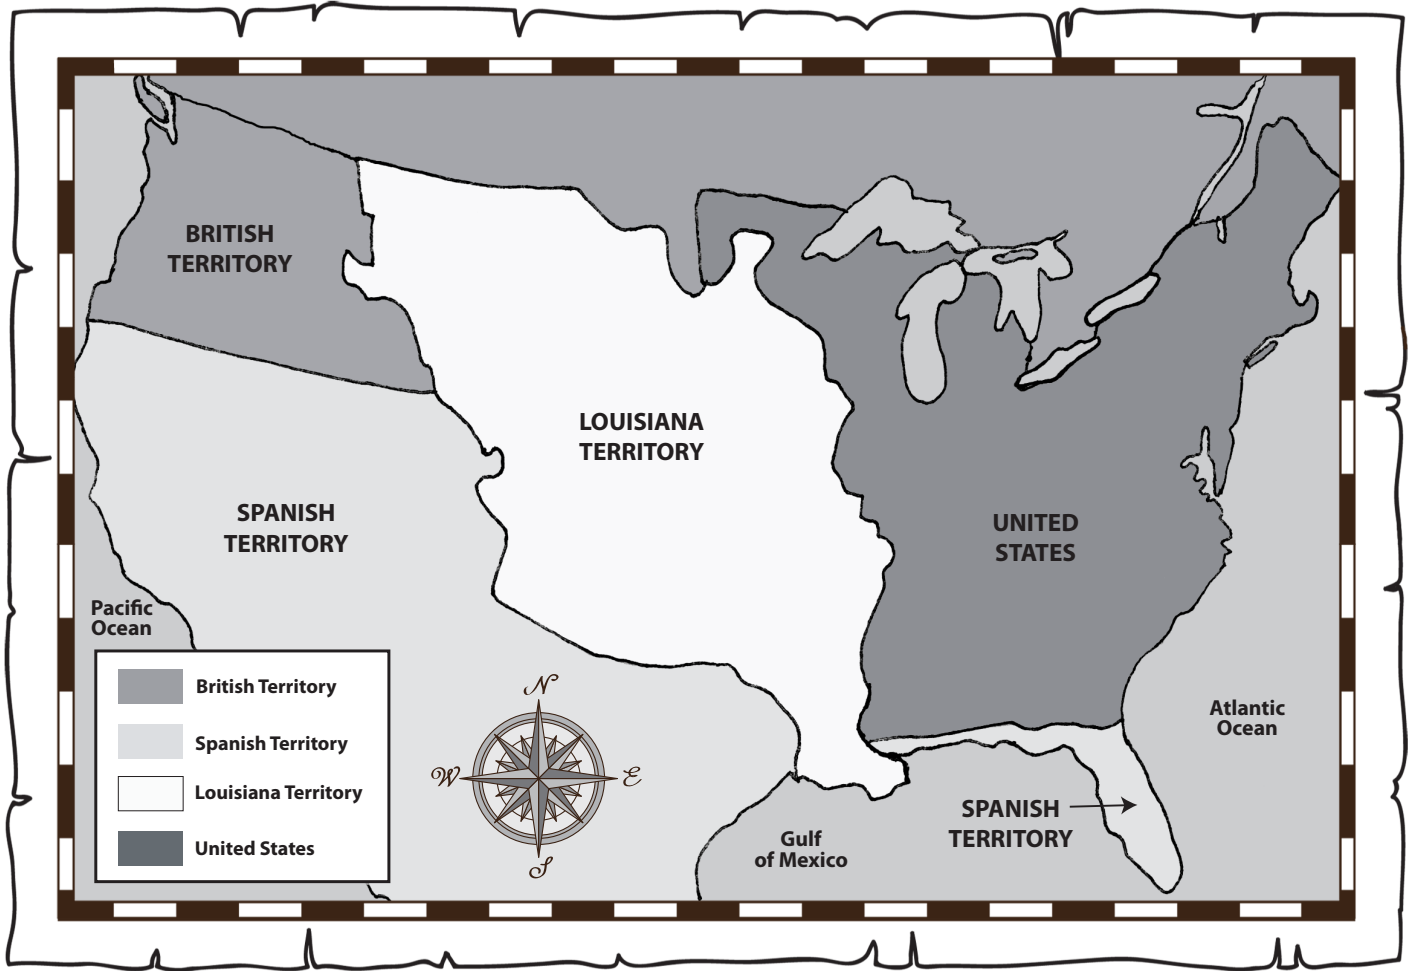 BRITISH
TERRITORY
LOUISIANA
TERRITORY
SPANISH
TERRITORY
UNITED
STATES
Pacific
Ocean
British Territory
Spanish Territory
Louisiana Territory
United States
N
W
E
S
Atlantic
Ocean
SPANISH
TERRITORY
Gulf
of Mexico